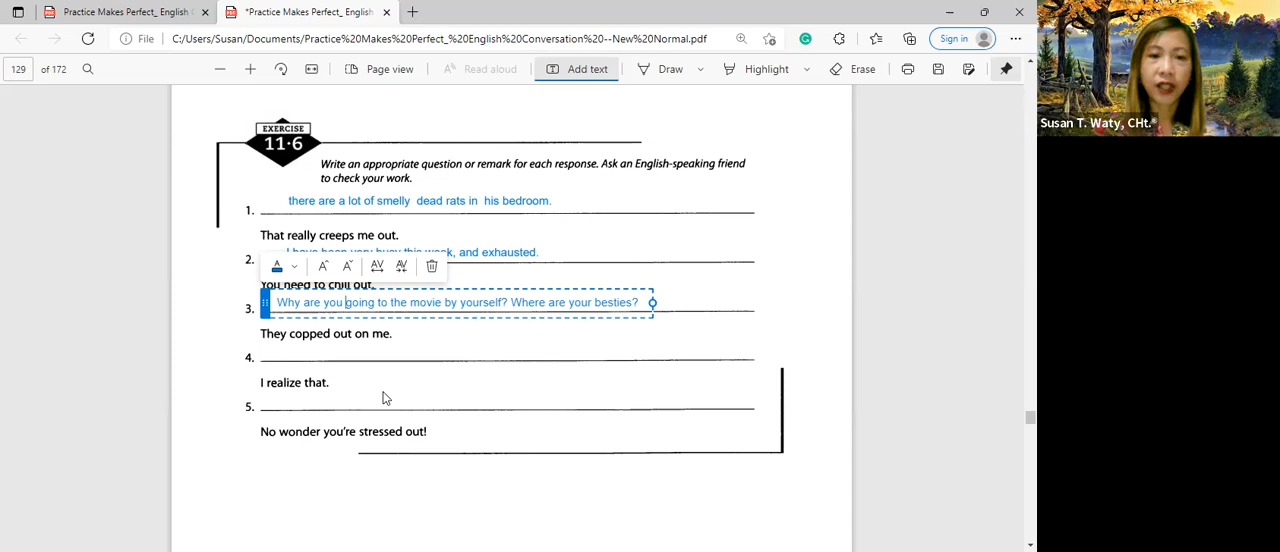 Practice Makes Perfect_ English C
*Practice Makes Perfect_ English
File C:/Users/Susan/Documents/Practice%20Makes%20Perfect_%20English%20Conversation%20--New%20Normal.pdf
Sign in
129 of 172 Page view Read aloud Add text Draw Highlight Erase
Susan T. Waty, CHt.®
EXERCISE
11·6
Write an appropriate question or remark for each response. Ask an English-speaking friend
to check your work.
there are a lot of smelly dead rats in his bedroom.
1.
That really creeps me out.
I have been very busy this week, and exhausted.
2.
You need to chill out.
Why are you going to the movie by yourself? Where are your besties?
3.
They copped out on me.
4.
I realize that.
5.
No wonder you're stressed out!